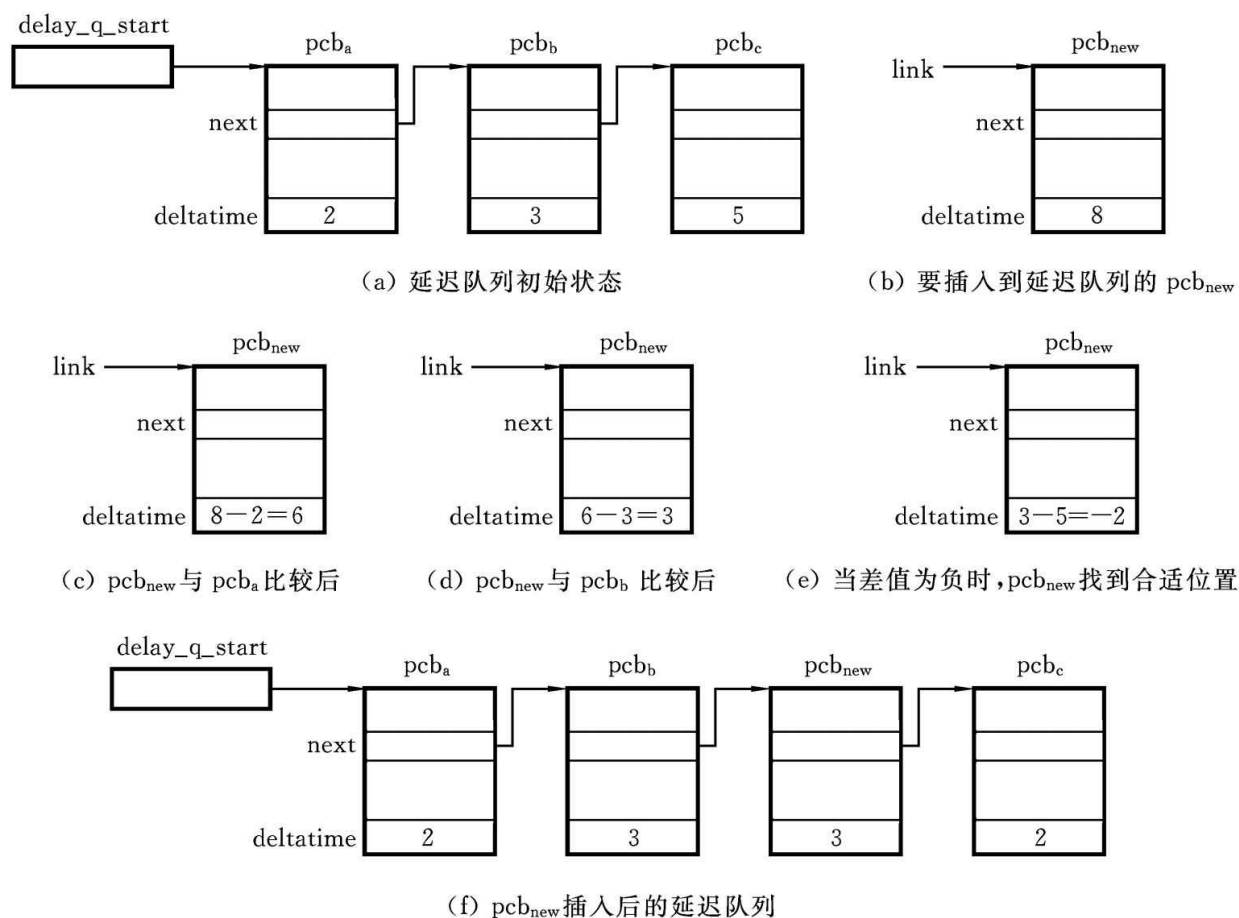 delay_q_start
pcba pcbb pcbc pcbnew
link
next next
deltatime 2 3 5 deltatime 8
(a) 延迟队列初始状态 (b) 要插入到延迟队列的 pcbnew
pcbnew pcbnew pcbnew
link link link
next next next
deltatime 8-2=6 deltatime 6-3=3 deltatime 3-5=-2
(c) pcbnew与 pcba比较后 (d) pcbnew与 pcbb 比较后 (e) 当差值为负时,pcbnew找到合适位置
delay_q_start
pcba pcbb pcbnew pcbc
next
deltatime 2 3 3 2
(f) pcbnew插入后的延迟队列